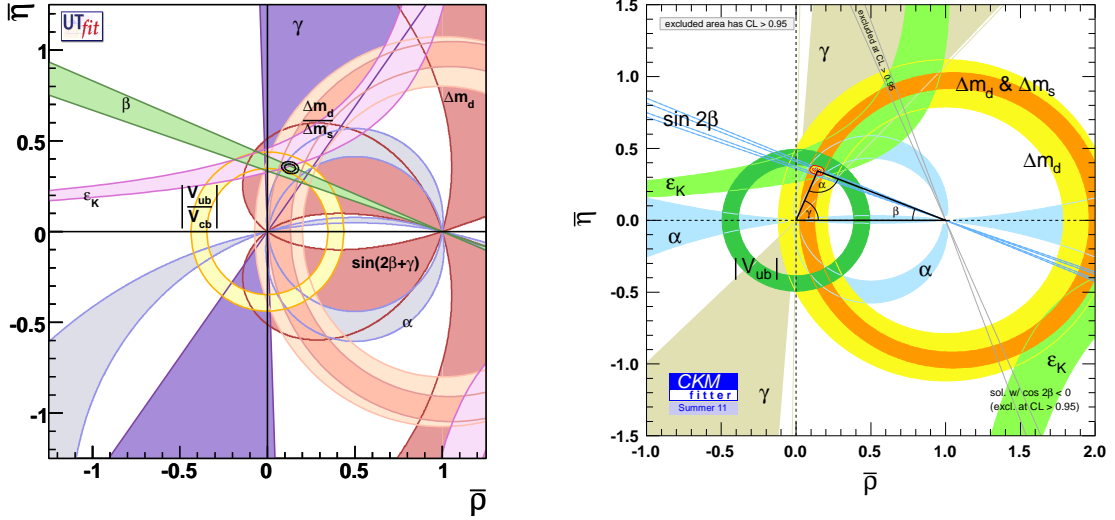 η̅
UTfit
γ
1
β
Δm_d
Δm_s
Δm_d
0.5
ε_K
|V_ub
V_cb|
0
sin(2β+γ)
α
-0.5
-1
-1
-0.5
0
0.5
1
ρ̅
excluded area has CL > 0.95
excluded at CL > 0.95
1.5
γ
1.0
Δm_d & Δm_s
sin 2β
0.5
Δm_d
ε_K
α
η̅
0.0
γ
β
α
α
|V_ub|
-0.5
-1.0
ε_K
CKM
fitter
Summer 11
γ
sol. w/ cos 2β < 0
(excl. at CL > 0.95)
-1.5
-1.0
-0.5
0.0
0.5
1.0
1.5
2.0
ρ̅